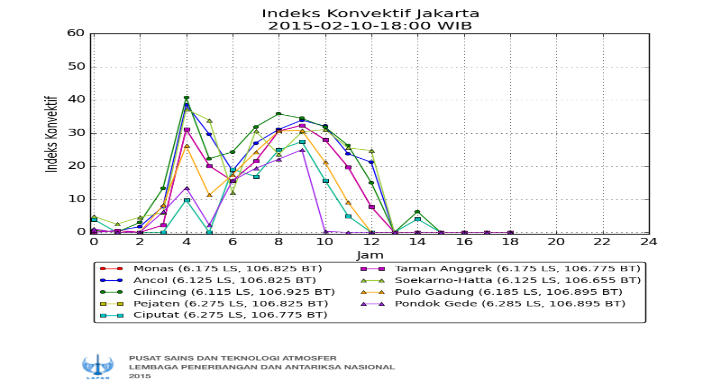 Indeks Konvektif Jakarta
2015-02-10-18:00 WIB
60
50
40
30
20
10
0
Indeks Konvektif
0 2 4 6 8 10 12 14 16 18 20 22 24
Jam
Monas (6.175 LS, 106.825 BT)
Ancol (6.125 LS, 106.825 BT)
Cilincing (6.115 LS, 106.925 BT)
Pejaten (6.275 LS, 106.825 BT)
Ciputat (6.275 LS, 106.775 BT)
Taman Anggrek (6.175 LS, 106.775 BT)
Soekarno-Hatta (6.125 LS, 106.655 BT)
Pulo Gadung (6.185 LS, 106.895 BT)
Pondok Gede (6.285 LS, 106.895 BT)
LAPAN
PUSAT SAINS DAN TEKNOLOGI ATMOSFER
LEMBAGA PENERBANGAN DAN ANTARIKSA NASIONAL
2015